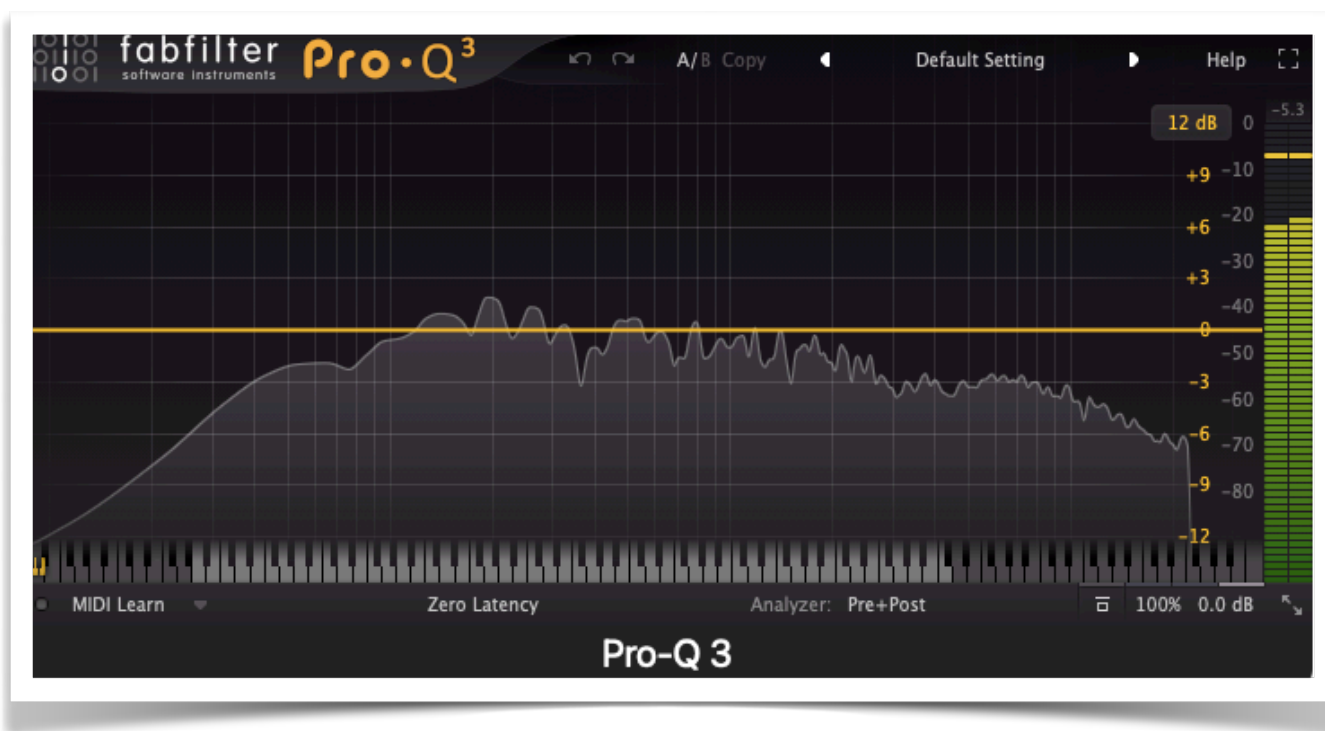 fabfilter
software instruments
Pro·Q³
A/B Copy
Default Setting
Help
-5.3
12 dB 0
+9 -10
+6 -20
+3 -30
-40
0
-50
-3
-60
-6 -70
-9 -80
-12
MIDI Learn
Zero Latency
Analyzer: Pre+Post
100% 0.0 dB
Pro-Q 3